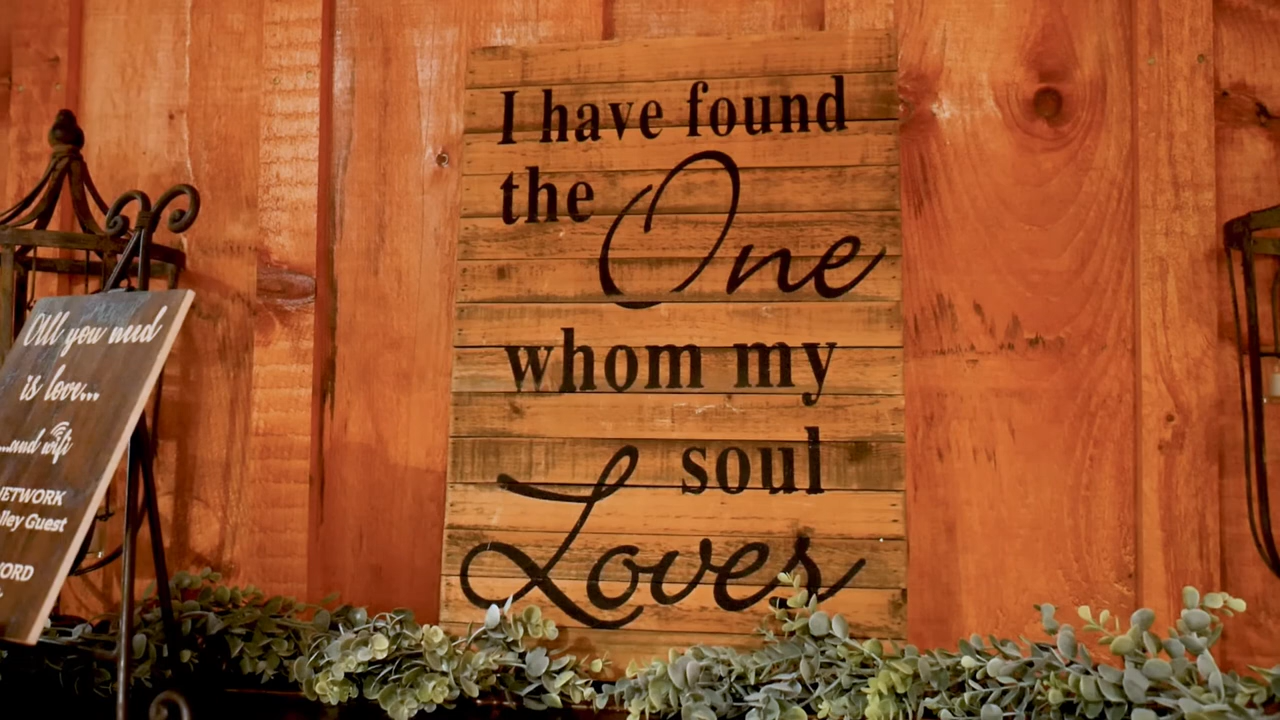 I have found
the One
whom my
soul
Loves
All you need
is love...
...and wifi
NETWORK
lley Guest
ORD